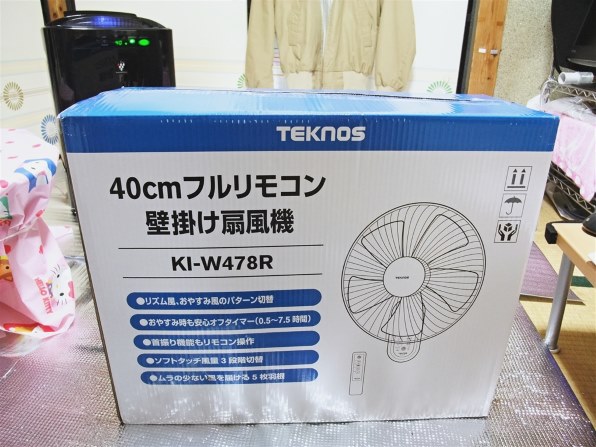 TEKNOS
40cmフルリモコン
壁掛け扇風機
KI-W478R
●リズム風、おやすみ風のパターン切替
●おやすみ時も安心オフタイマー(0.5～7.5時間)
●首振り機能もリモコン操作
●ソフトタッチ風量3段階切替
●ムラの少ない風を届ける5枚羽根
TEKNOS